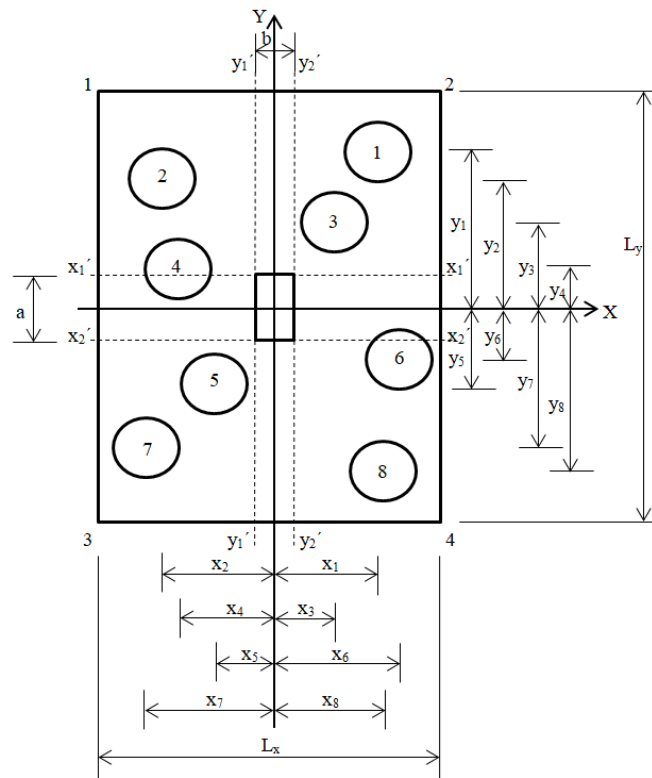 Y
b
y₁´ y₂´
1 2
1
2
3
y₁
y₂
y₃
L_y
4
x₁´ x₁´
y₄
a
X
x₂´ x₂´
y₆
y₅
6
5
y₇
y₈
7
8
3 4
y₁´ y₂´
x₂ x₁
x₄ x₃
x₅ x₆
x₇ x₈
Lₓ